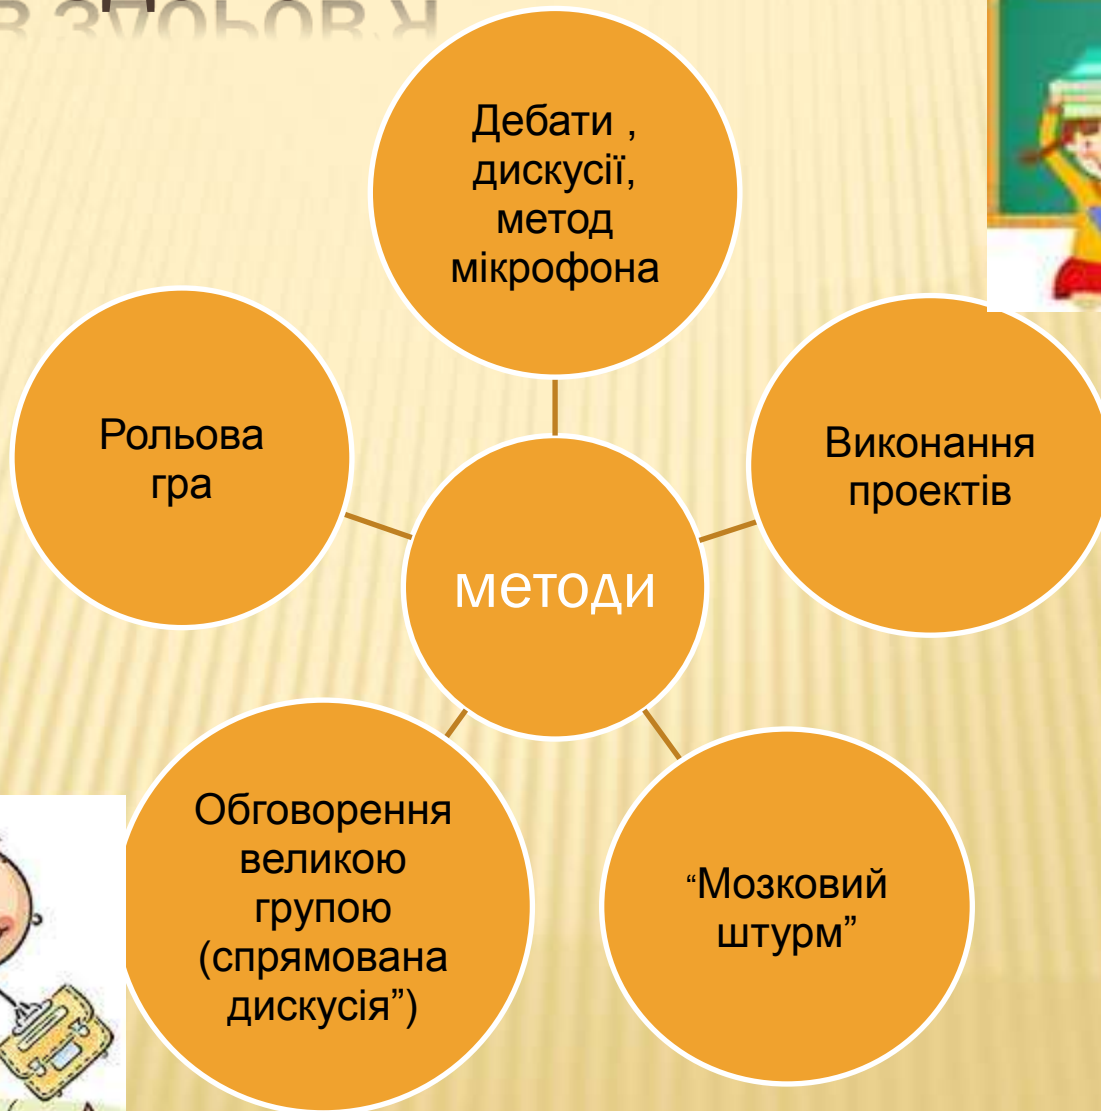 Дебати ,
дискусії,
метод
мікрофона
Рольова
гра
Виконання
проектів
методи
Обговорення
великою
групою
(спрямована
дискусія”)
“Мозковий
штурм”